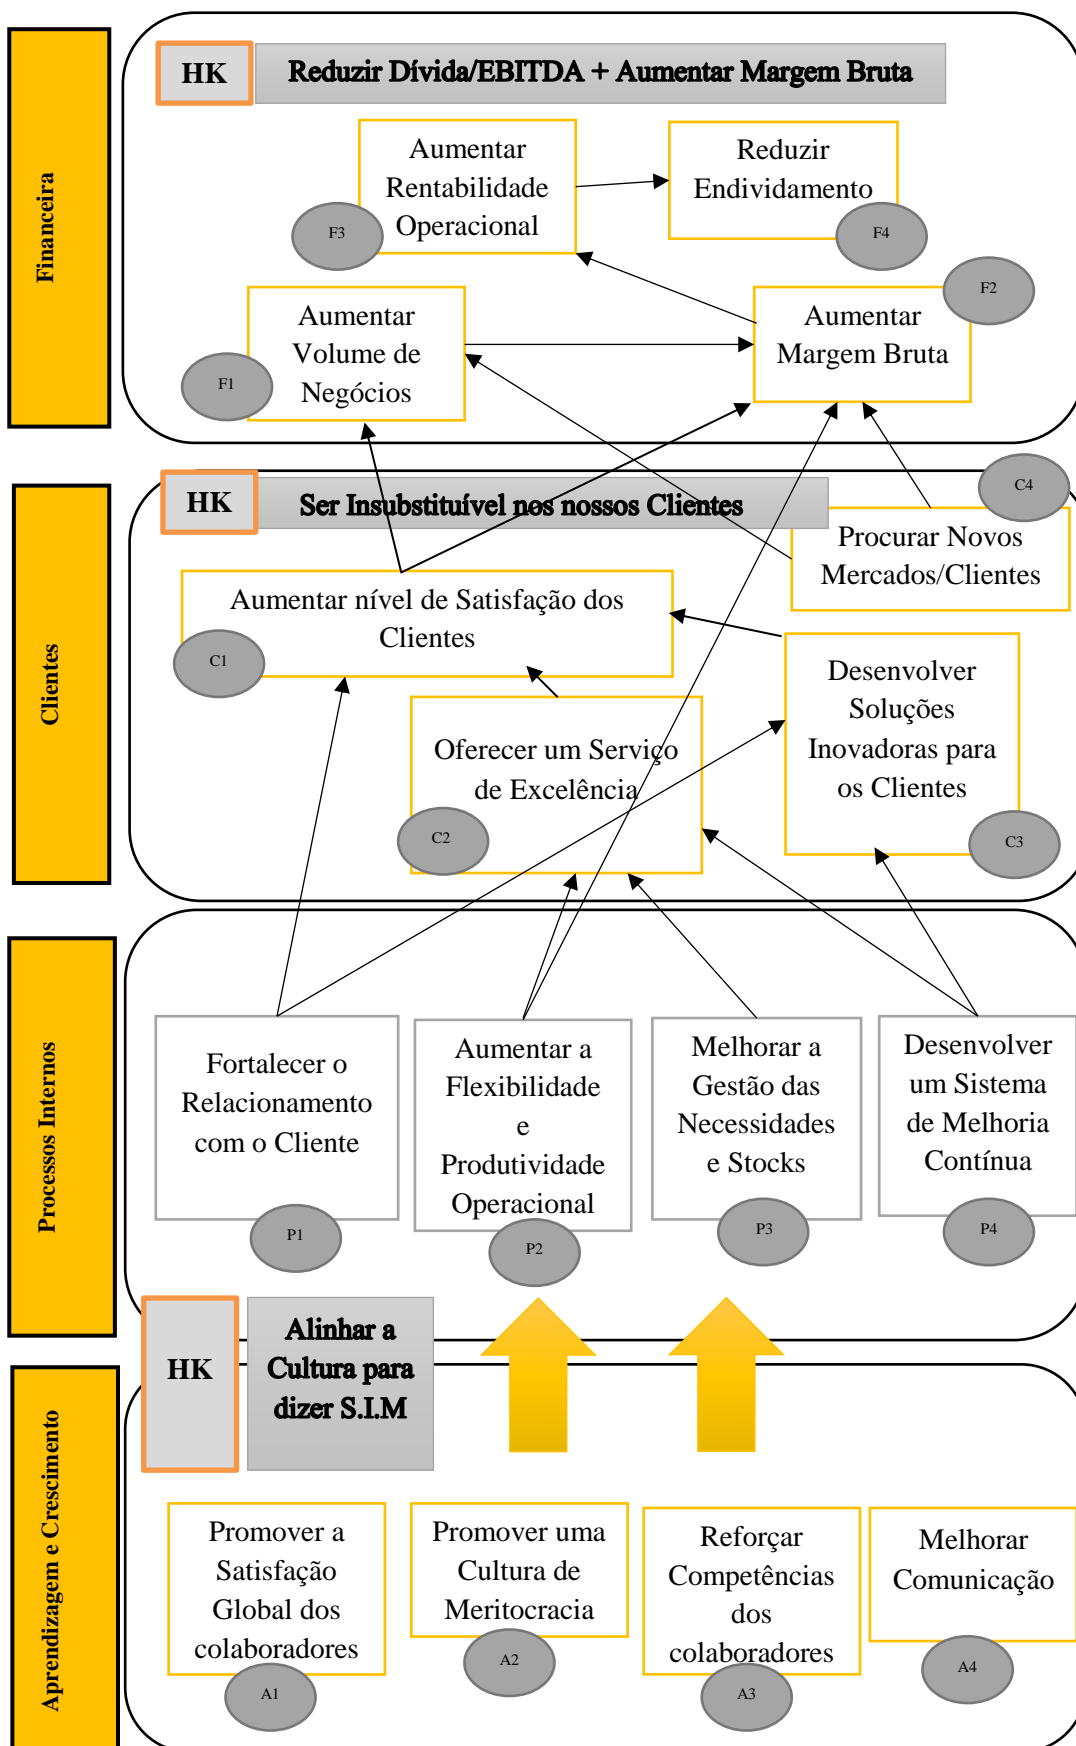 Financeira
HK
Reduzir Dívida/EBITDA + Aumentar Margem Bruta
Aumentar
Rentabilidade
Operacional
F3
Reduzir
Endividamento
F4
Aumentar
Volume de
Negócios
F1
Aumentar
Margem Bruta
F2
Clientes
HK
Ser Insubstituível nos nossos Clientes
C4
Procurar Novos
Mercados/Clientes
Aumentar nível de Satisfação dos
Clientes
C1
Oferecer um Serviço
de Excelência
C2
Desenvolver
Soluções
Inovadoras para
os Clientes
C3
Processos Internos
Fortalecer o
Relacionamento
com o Cliente
P1
Aumentar a
Flexibilidade
e
Produtividade
Operacional
P2
Melhorar a
Gestão das
Necessidades
e Stocks
P3
Desenvolver
um Sistema
de Melhoria
Contínua
P4
Aprendizagem e Crescimento
HK
Alinhar a
Cultura para
dizer S.I.M
Promover a
Satisfação
Global dos
colaboradores
A1
Promover uma
Cultura de
Meritocracia
A2
Reforçar
Competências
dos
colaboradores
A3
Melhorar
Comunicação
A4